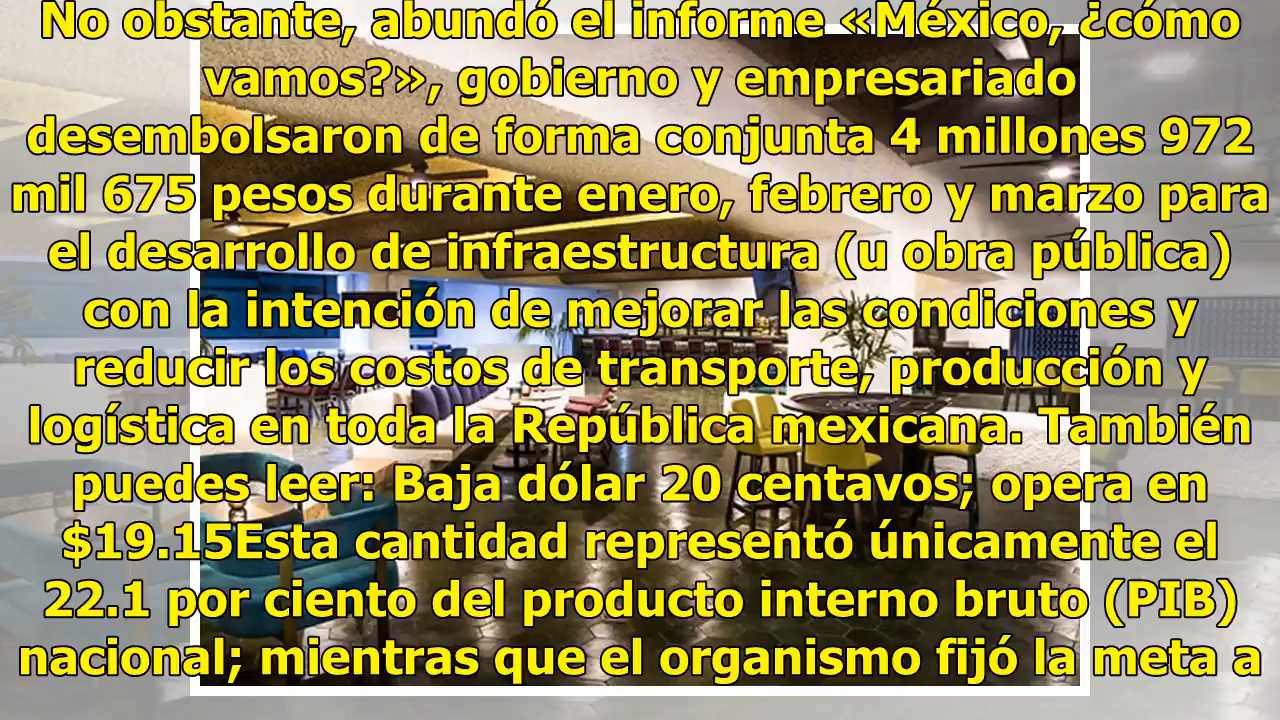 No obstante, abundó el informe «México, ¿cómo
vamos?», gobierno y empresariado
desembolsaron de forma conjunta 4 millones 972
mil 675 pesos durante enero, febrero y marzo para
el desarrollo de infraestructura (u obra pública)
con la intención de mejorar las condiciones y
reducir los costos de transporte, producción y
logística en toda la República mexicana. También
puedes leer: Baja dólar 20 centavos; opera en
$19.15Esta cantidad representó únicamente el
22.1 por ciento del producto interno bruto (PIB)
nacional; mientras que el organismo fijó la meta a